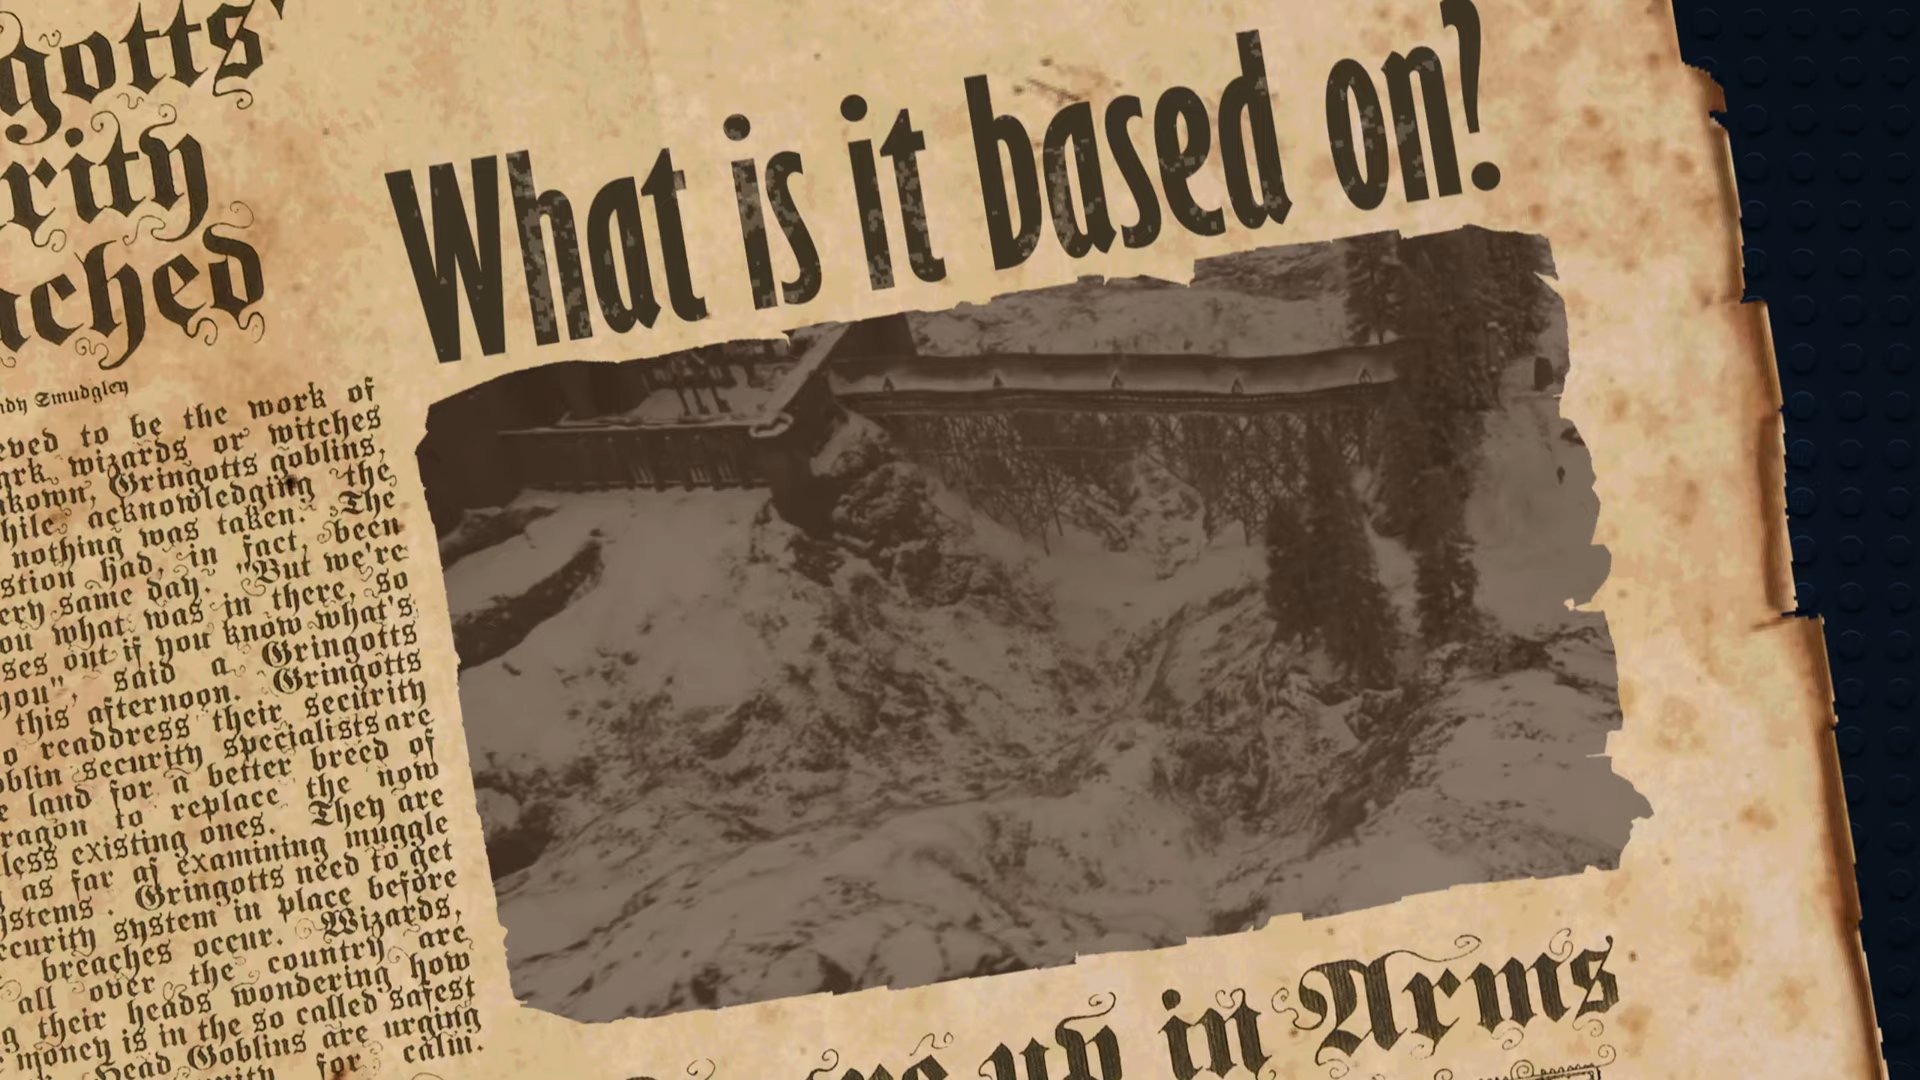 gotts'
rity
ached
What is it based on?
ndy Smudgley
eved to be the work of
ark wizards or witches
nkown, Gringotts goblins,
hile acknowledging the
nothing was taken. The
stion had, in fact, been
ery same day. "But we're
ou what was in there, so
ses out if you know what's
you", said a Gringotts
this afternoon. Gringotts
o readdress their security
oblin security specialists are
e land for a better breed of
ragon to replace the now
less existing ones. They are
as far as examining muggle
ystems. Gringotts need to get
ecurity system in place before
breaches occur. Wizards,
all over the country are
g their heads wondering how
money is in the so called safest
Head Goblins are urging
for calm.
up in Arms